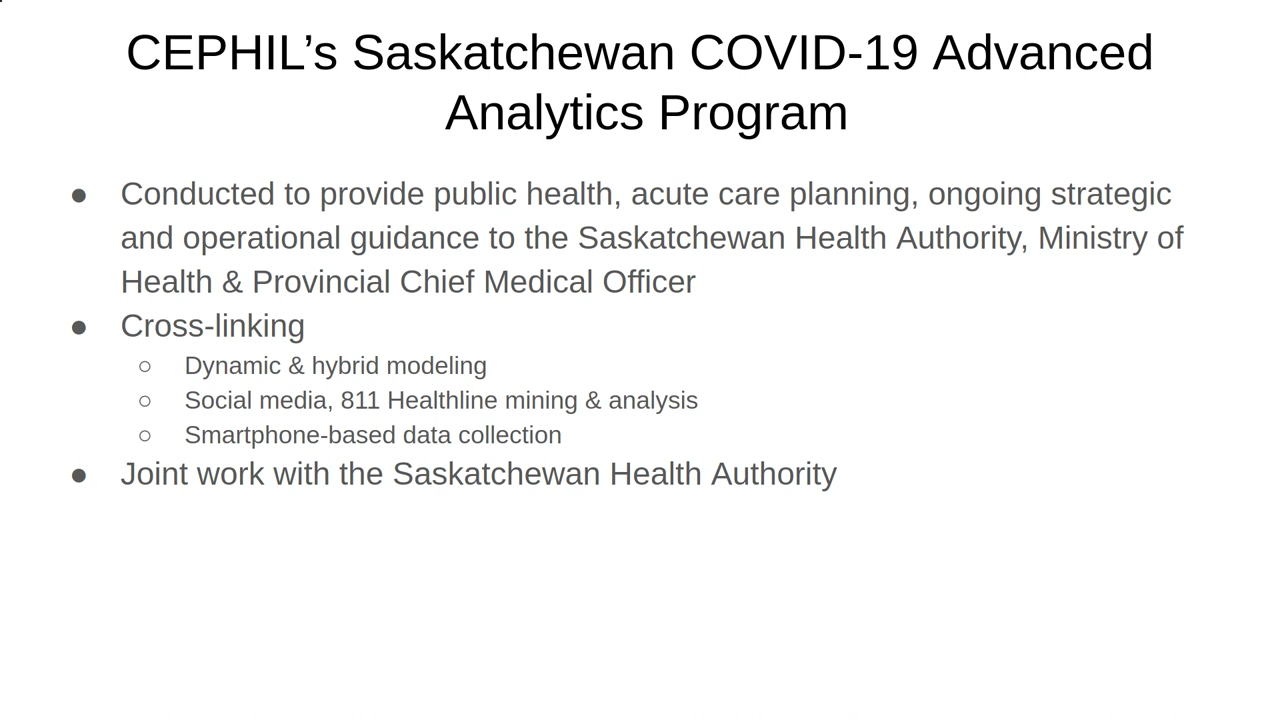 CEPHIL’s Saskatchewan COVID-19 Advanced
Analytics Program
● Conducted to provide public health, acute care planning, ongoing strategic
and operational guidance to the Saskatchewan Health Authority, Ministry of
Health & Provincial Chief Medical Officer
● Cross-linking
○ Dynamic & hybrid modeling
○ Social media, 811 Healthline mining & analysis
○ Smartphone-based data collection
● Joint work with the Saskatchewan Health Authority